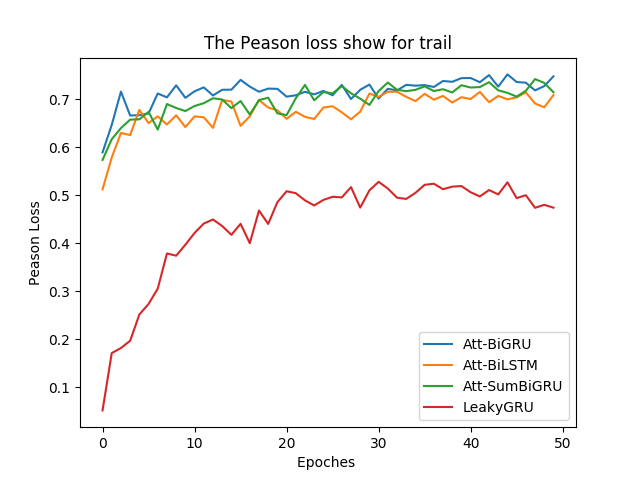 The Peason loss show for trail
Peason Loss
0.7
0.6
0.5
0.4
0.3
0.2
0.1
0 10 20 30 40 50
Epoches
Att-BiGRU
Att-BiLSTM
Att-SumBiGRU
LeakyGRU